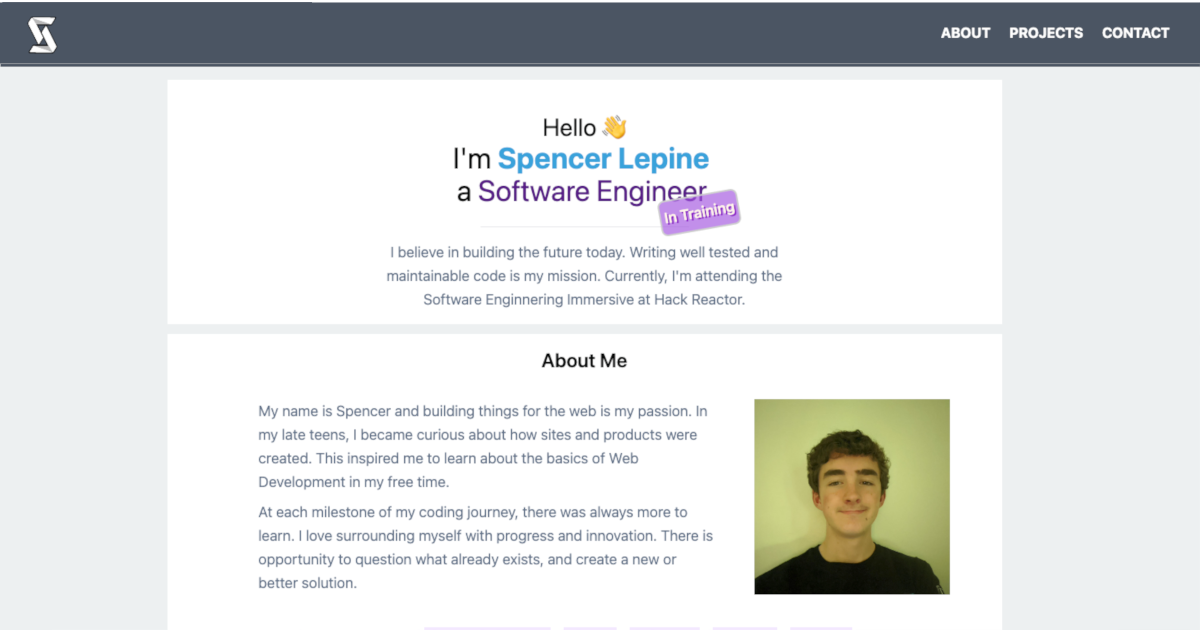 ABOUT PROJECTS CONTACT
Hello 👋
I'm Spencer Lepine
a Software Engineer
In Training
I believe in building the future today. Writing well tested and
maintainable code is my mission. Currently, I'm attending the
Software Enginnering Immersive at Hack Reactor.
About Me
My name is Spencer and building things for the web is my passion. In
my late teens, I became curious about how sites and products were
created. This inspired me to learn about the basics of Web
Development in my free time.
At each milestone of my coding journey, there was always more to
learn. I love surrounding myself with progress and innovation. There is
opportunity to question what already exists, and create a new or
better solution.